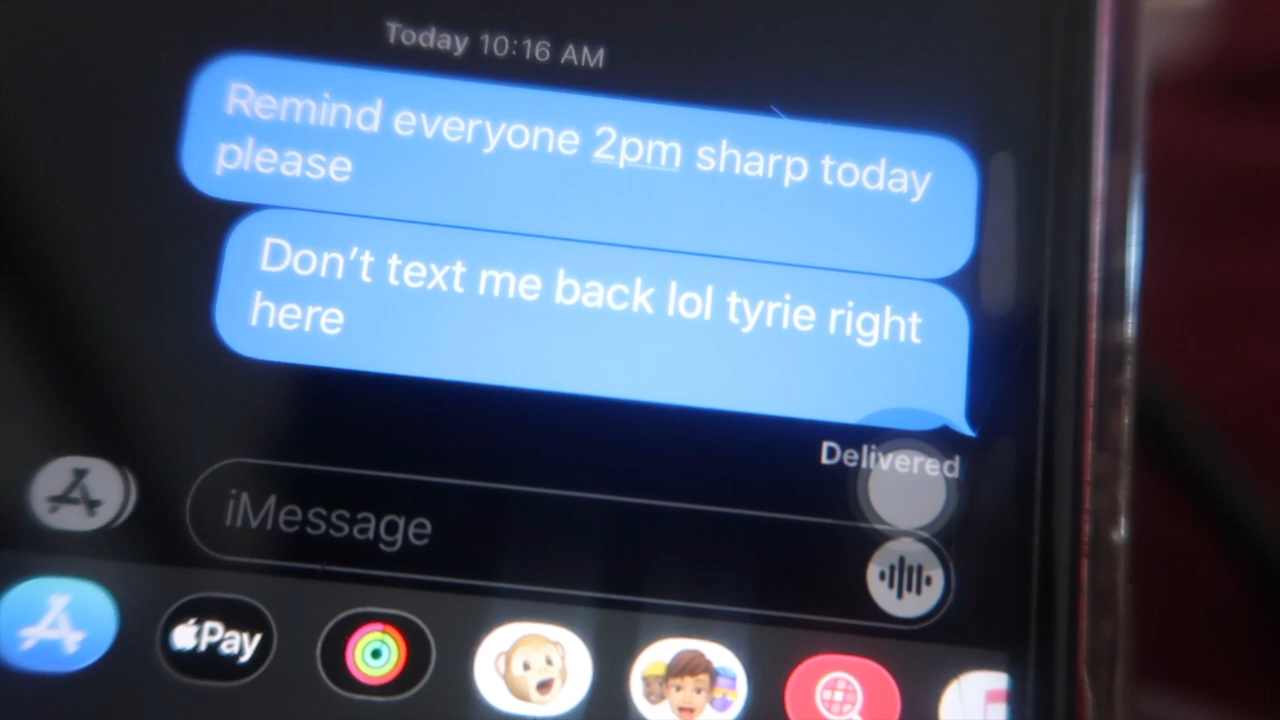 Today 10:16 AM
Remind everyone 2pm sharp today
please
Don't text me back lol tyrie right
here
Delivered
iMessage
Pay